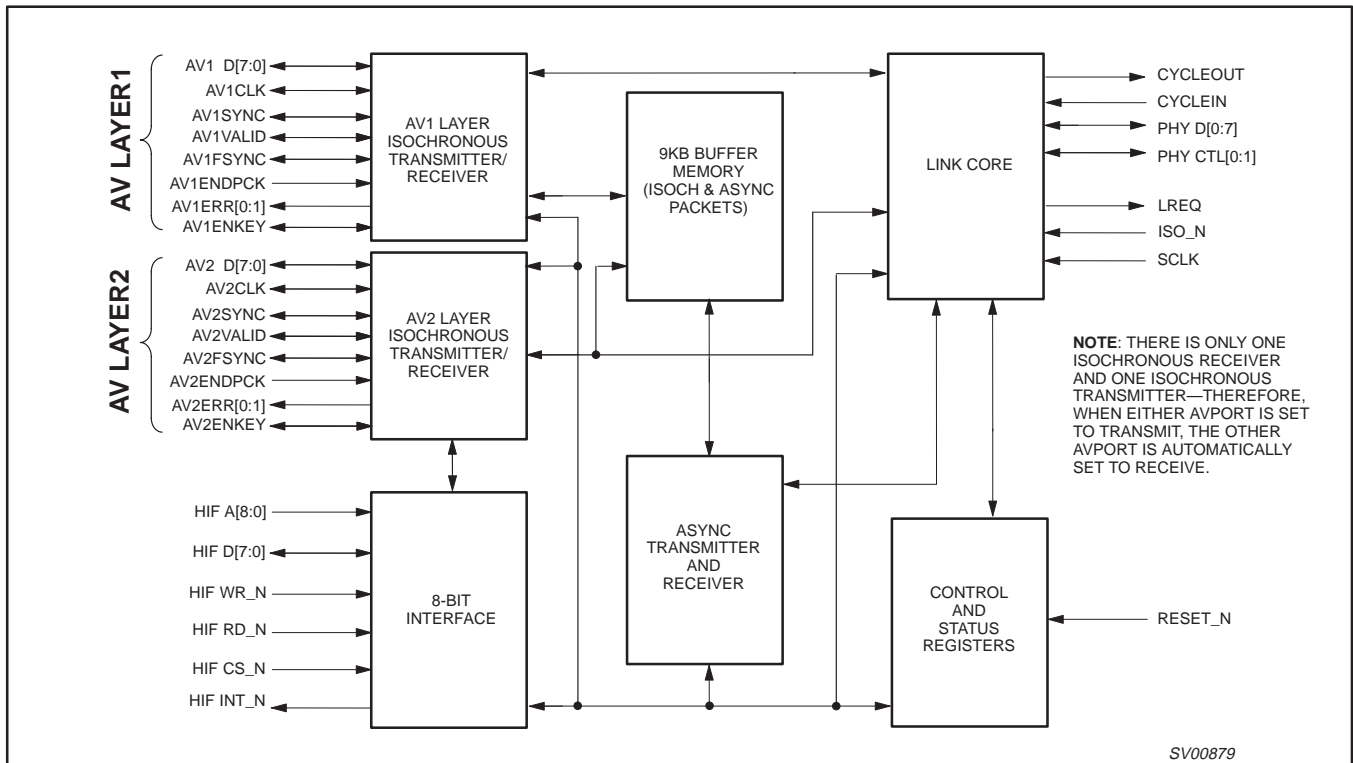 AV LAYER1
AV1 D[7:0]
AV1CLK
AV1SYNC
AV1VALID
AV1FSYNC
AV1ENDPCK
AV1ERR[0:1]
AV1ENKEY
AV LAYER2
AV2 D[7:0]
AV2CLK
AV2SYNC
AV2VALID
AV2FSYNC
AV2ENDPCK
AV2ERR[0:1]
AV2ENKEY
HIF A[8:0]
HIF D[7:0]
HIF WR_N
HIF RD_N
HIF CS_N
HIF INT_N
AV1 LAYER
ISOCHRONOUS
TRANSMITTER/
RECEIVER
AV2 LAYER
ISOCHRONOUS
TRANSMITTER/
RECEIVER
8-BIT
INTERFACE
9KB BUFFER
MEMORY
(ISOCH & ASYNC
PACKETS)
ASYNC
TRANSMITTER
AND
RECEIVER
LINK CORE
CONTROL
AND
STATUS
REGISTERS
CYCLEOUT
CYCLEIN
PHY D[0:7]
PHY CTL[0:1]
LREQ
ISO_N
SCLK
NOTE: THERE IS ONLY ONE
ISOCHRONOUS RECEIVER
AND ONE ISOCHRONOUS
TRANSMITTER—THEREFORE,
WHEN EITHER AVPORT IS SET
TO TRANSMIT, THE OTHER
AVPORT IS AUTOMATICALLY
SET TO RECEIVE.
RESET_N
SV00879